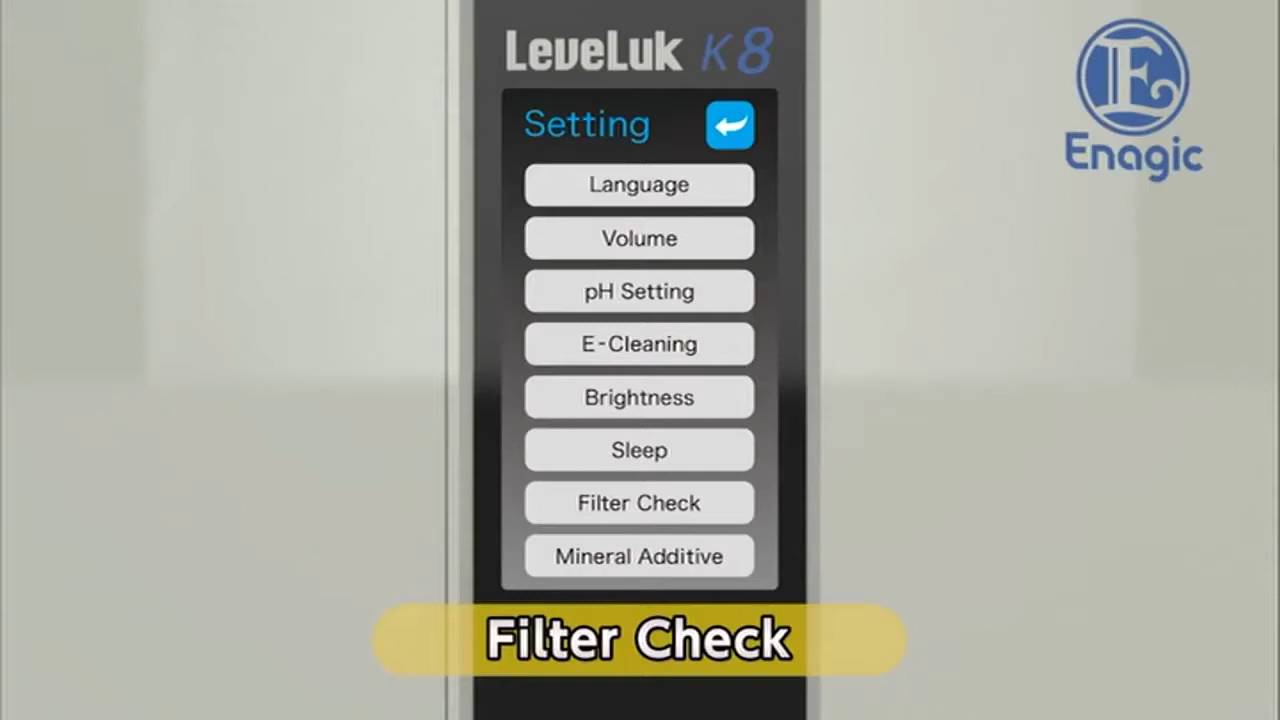 LeveLuk K8
E
Enagic
Setting
Language
Volume
pH Setting
E-Cleaning
Brightness
Sleep
Filter Check
Mineral Additive
Filter Check